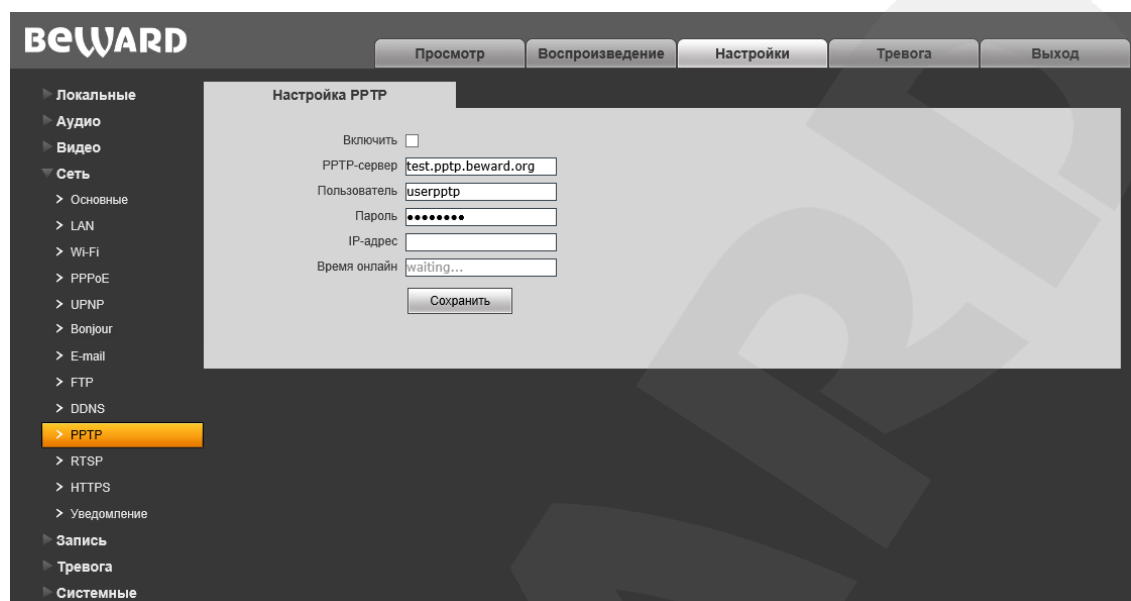 BEWARD
Просмотр
Воспроизведение
Настройки
Тревога
Выход
Локальные
Аудио
Видео
Сеть
Основные
LAN
Wi-Fi
PPPoE
UPNP
Bonjour
E-mail
FTP
DDNS
PPTP
RTSP
HTTPS
Уведомление
Запись
Тревога
Системные
Настройка PPTP
Включить
PPTP-сервер test.pptp.beward.org
Пользователь userpptp
Пароль ••••••••
IP-адрес
Время онлайн waiting...
Сохранить